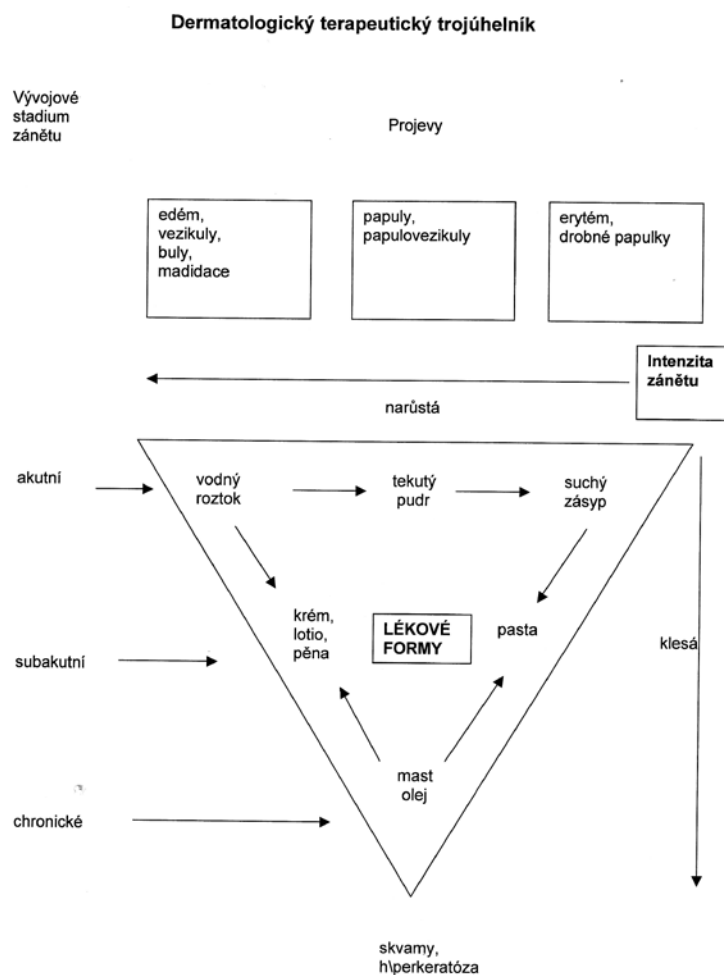 Dermatologický terapeutický trojúhelník
Vývojové
stadium
zánětu
Projevy
edém,
vezikuly,
buly,
madidace
papuly,
papulovezikuly
erytém,
drobné papulky
Intenzita
zánětu
narůstá
akutní
vodný
roztok
tekutý
pudr
suchý
zásyp
krém,
lotio,
pěna
LÉKOVÉ
FORMY
pasta
klesá
subakutní
mast
olej
chronické
skvamy,
h\perkeratóza